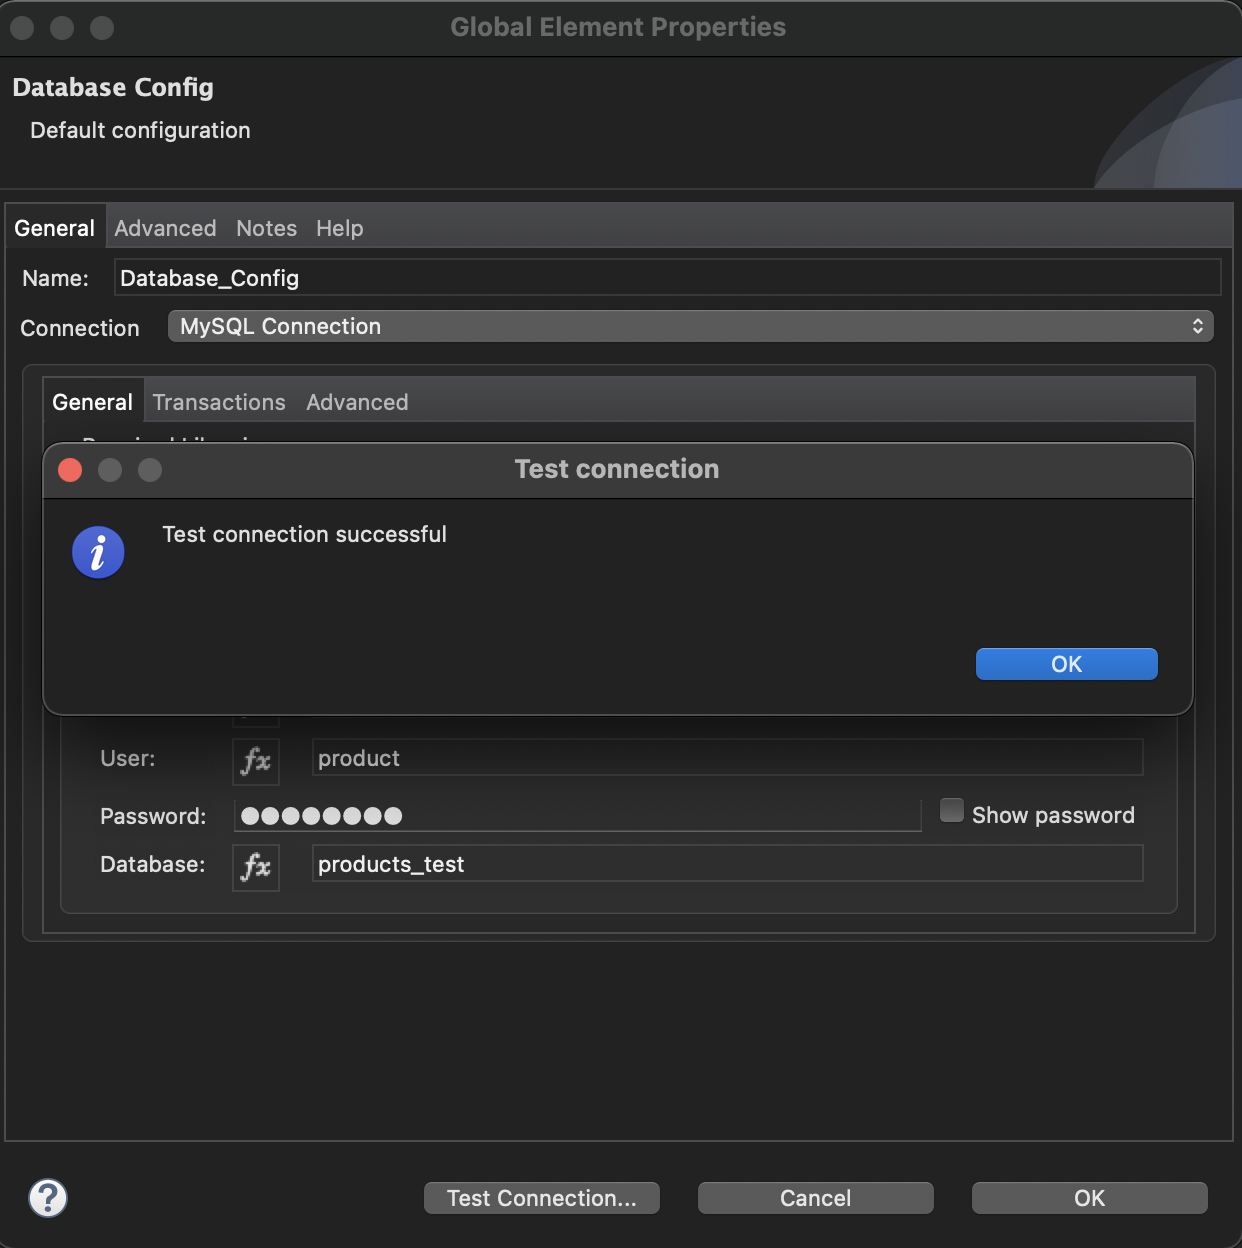 Global Element Properties
Database Config
Default configuration
General Advanced Notes Help
Name: Database_Config
Connection MySQL Connection
General Transactions Advanced
Test connection
i Test connection successful
OK
User: fx product
Password: ●●●●●●●● Show password
Database: fx products_test
? Test Connection... Cancel OK